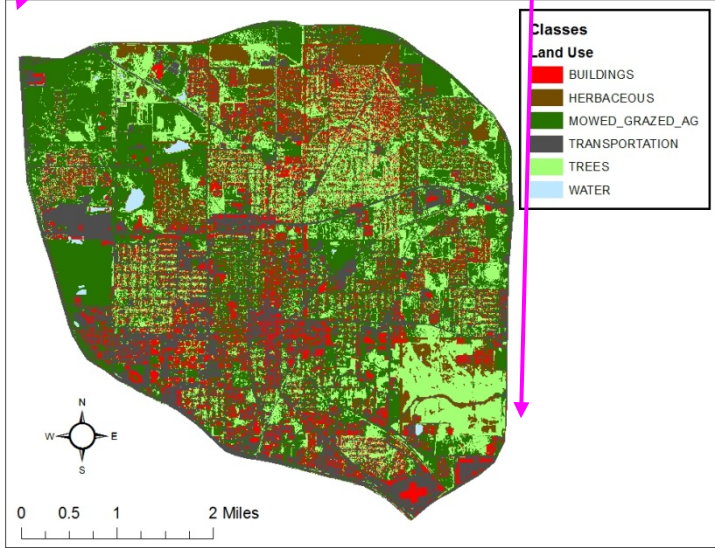 Classes
Land Use
BUILDINGS
HERBACEOUS
MOWED_GRAZED_AG
TRANSPORTATION
TREES
WATER
N
W E
S
0 0.5 1 2 Miles